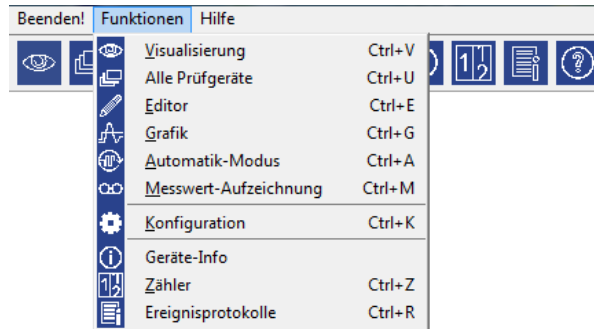 Beenden! Funktionen Hilfe
Visualisierung Ctrl+V
Alle Prüfgeräte Ctrl+U
Editor Ctrl+E
Grafik Ctrl+G
Automatik-Modus Ctrl+A
Messwert-Aufzeichnung Ctrl+M
Konfiguration Ctrl+K
Geräte-Info
Zähler Ctrl+Z
Ereignisprotokolle Ctrl+R